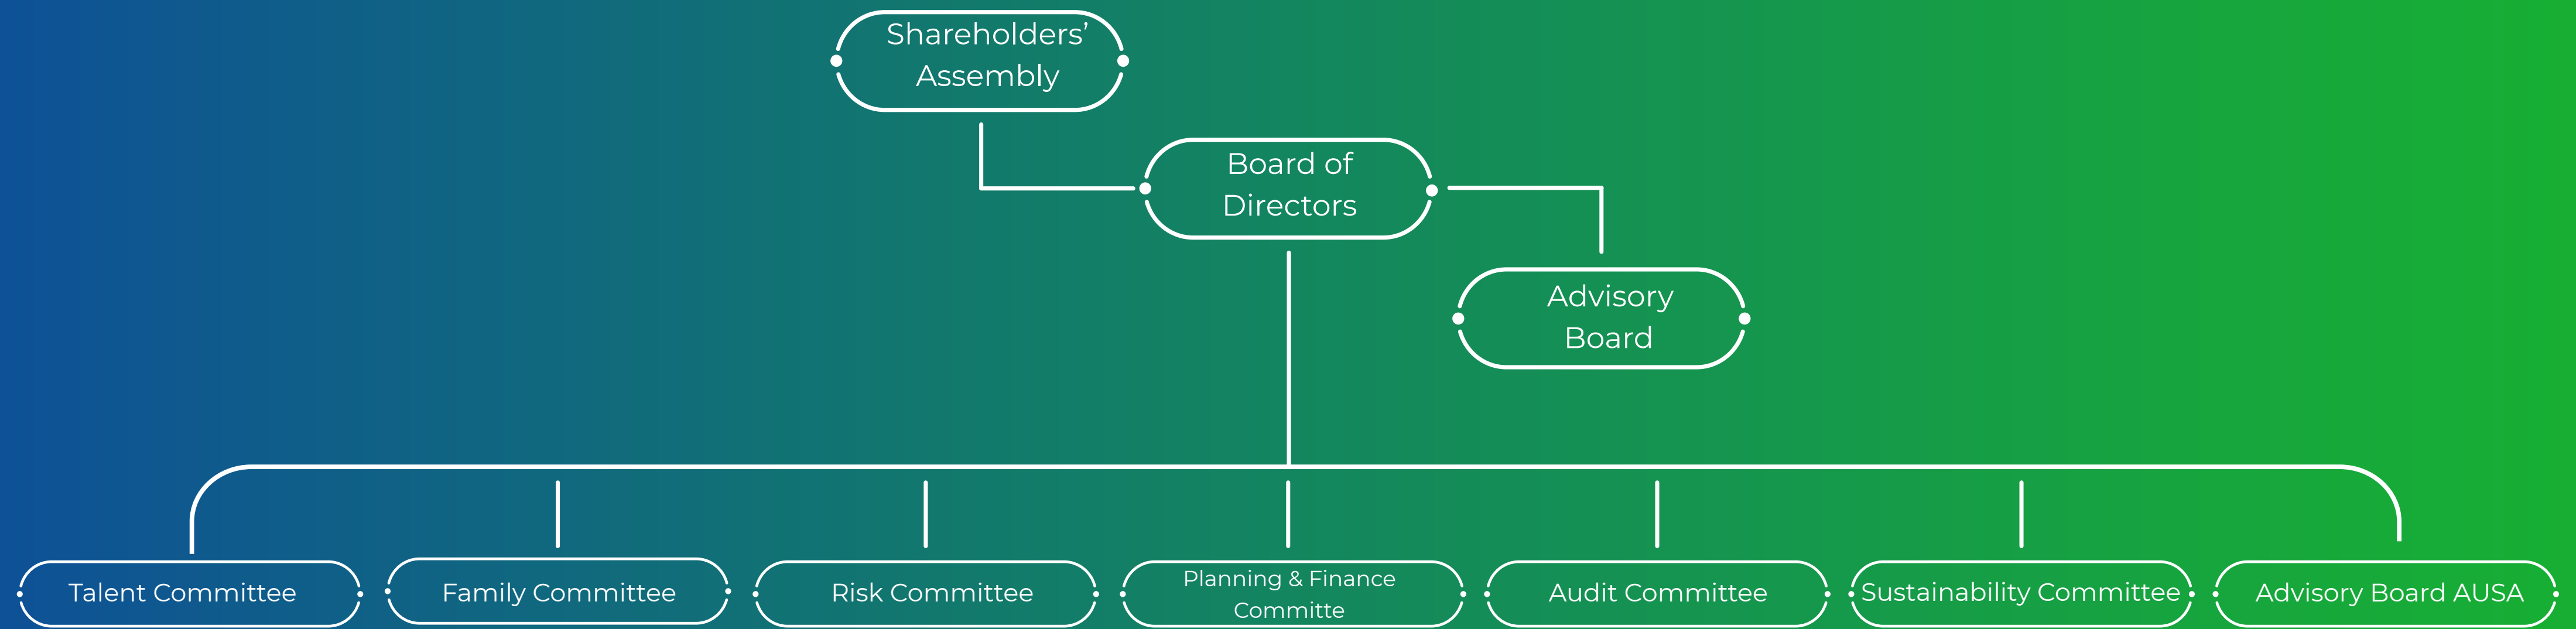 Shareholders’
Assembly
Board of
Directors
Advisory
Board
Talent Committee
Family Committee
Risk Committee
Planning & Finance
Committe
Audit Committee
Sustainability Committee
Advisory Board AUSA